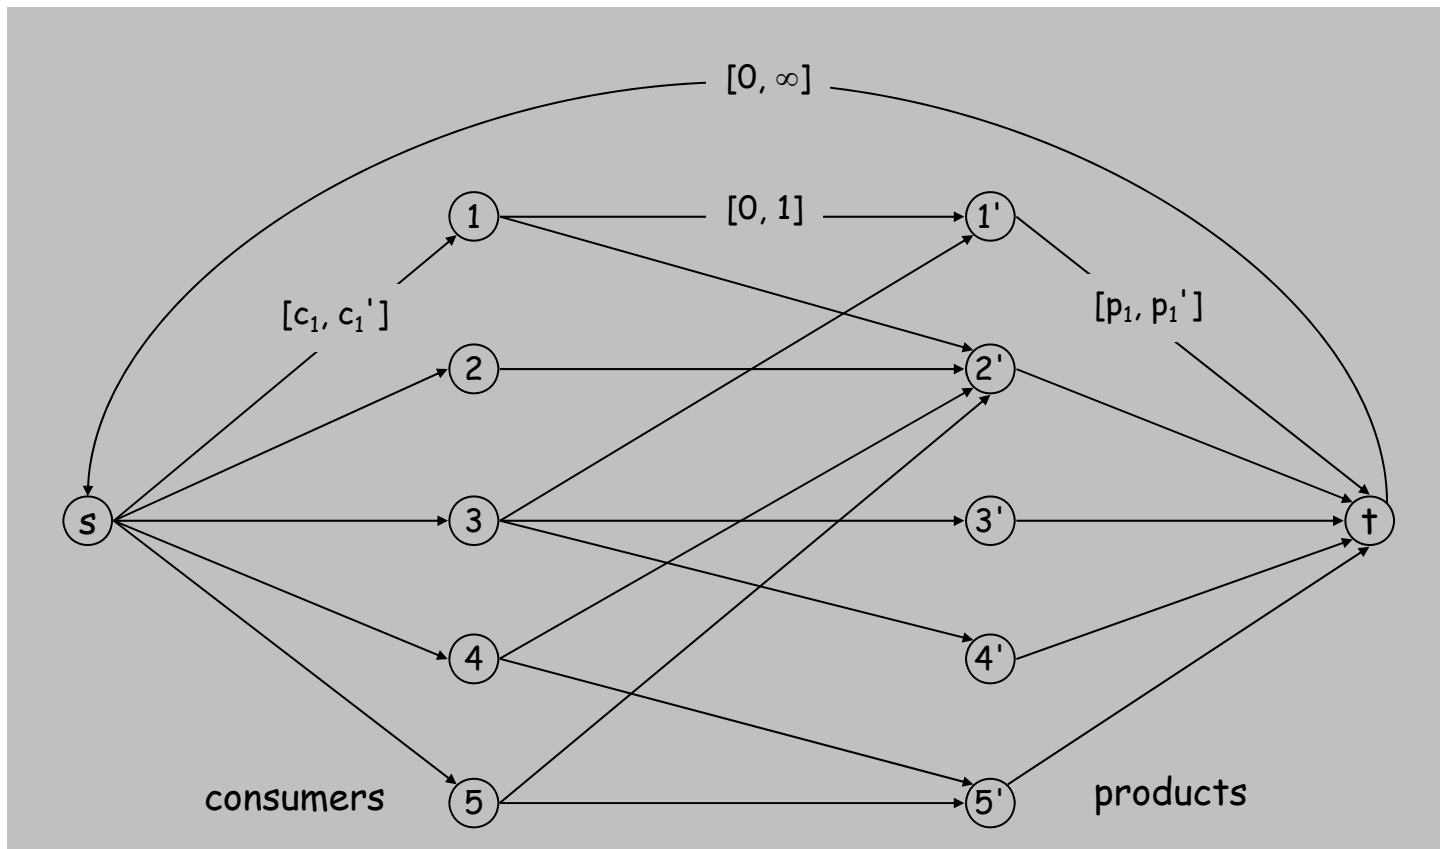 [0, ∞]
1
[0, 1]
1'
[c₁, c₁']
[p₁, p₁']
2
2'
s
3
3'
t
4
4'
consumers
5
5'
products